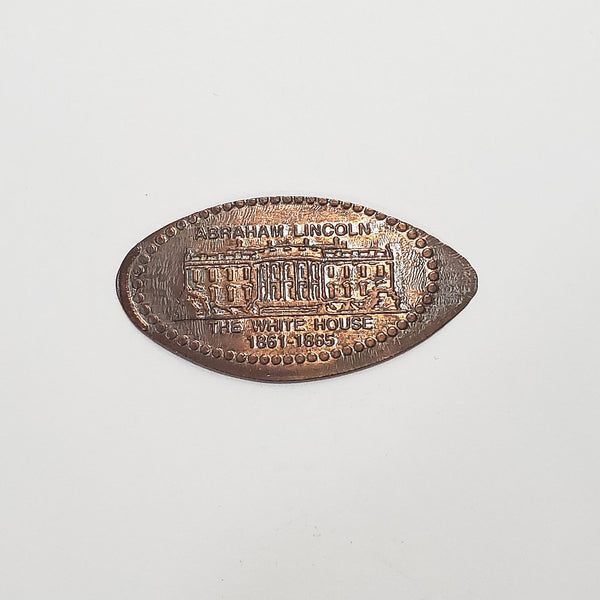 ABRAHAM LINCOLN
THE WHITE HOUSE
1861-1865